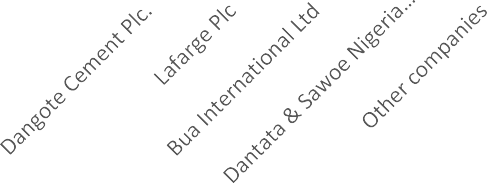 Dangote Cement Plc.
Lafarge Plc
Bua International Ltd
Dantata & Sawoe Nigeria...
Other companies